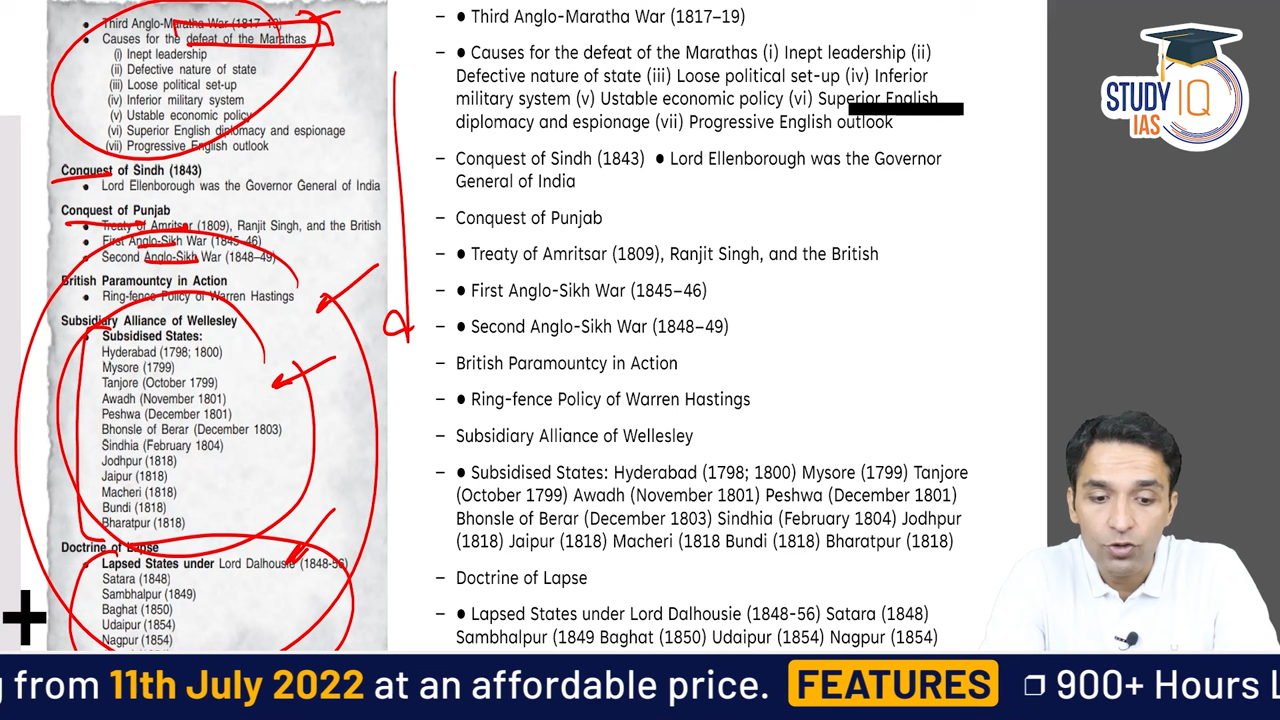 Third Anglo-Maratha War (1817–19)
Causes for the defeat of the Marathas
(i) Inept leadership
(ii) Defective nature of state
(iii) Loose political set-up
(iv) Inferior military system
(v) Ustable economic policy
(vi) Superior English diplomacy and espionage
(vii) Progressive English outlook
Conquest of Sindh (1843)
Lord Ellenborough was the Governor General of India
Conquest of Punjab
Treaty of Amritsar (1809), Ranjit Singh, and the British
First Anglo-Sikh War (1845–46)
Second Anglo-Sikh War (1848–49)
British Paramountcy in Action
Ring-fence Policy of Warren Hastings
Subsidiary Alliance of Wellesley
Subsidised States:
Hyderabad (1798; 1800)
Mysore (1799)
Tanjore (October 1799)
Awadh (November 1801)
Peshwa (December 1801)
Bhonsle of Berar (December 1803)
Sindhia (February 1804)
Jodhpur (1818)
Jaipur (1818)
Macheri (1818)
Bundi (1818)
Bharatpur (1818)
Doctrine of Lapse
Lapsed States under Lord Dalhousie (1848-56)
Satara (1848)
Sambhalpur (1849)
Baghat (1850)
Udaipur (1854)
Nagpur (1854)
– ● Third Anglo-Maratha War (1817–19)
– ● Causes for the defeat of the Marathas (i) Inept leadership (ii)
Defective nature of state (iii) Loose political set-up (iv) Inferior
military system (v) Ustable economic policy (vi) Superior English
diplomacy and espionage (vii) Progressive English outlook
– Conquest of Sindh (1843) ● Lord Ellenborough was the Governor
General of India
– Conquest of Punjab
– ● Treaty of Amritsar (1809), Ranjit Singh, and the British
– ● First Anglo-Sikh War (1845–46)
– ● Second Anglo-Sikh War (1848–49)
– British Paramountcy in Action
– ● Ring-fence Policy of Warren Hastings
– Subsidiary Alliance of Wellesley
– ● Subsidised States: Hyderabad (1798; 1800) Mysore (1799) Tanjore
(October 1799) Awadh (November 1801) Peshwa (December 1801)
Bhonsle of Berar (December 1803) Sindhia (February 1804) Jodhpur
(1818) Jaipur (1818) Macheri (1818 Bundi (1818) Bharatpur (1818)
– Doctrine of Lapse
– ● Lapsed States under Lord Dalhousie (1848-56) Satara (1848)
Sambhalpur (1849 Baghat (1850) Udaipur (1854) Nagpur (1854)
STUDY IQ
IAS
from 11th July 2022 at an affordable price. FEATURES 900+ Hours